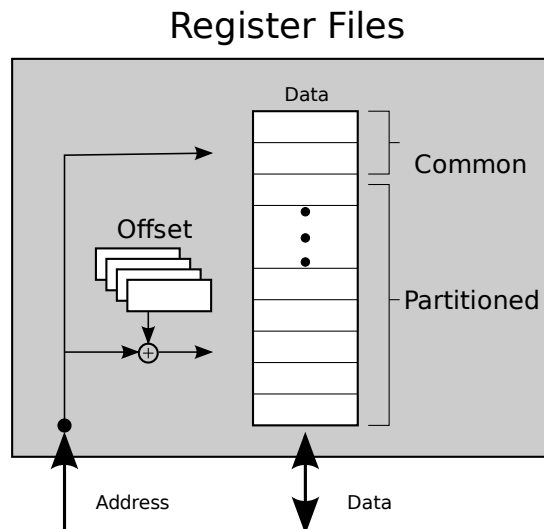 Register Files
Data
Common
Offset
Partitioned
+
Address
Data